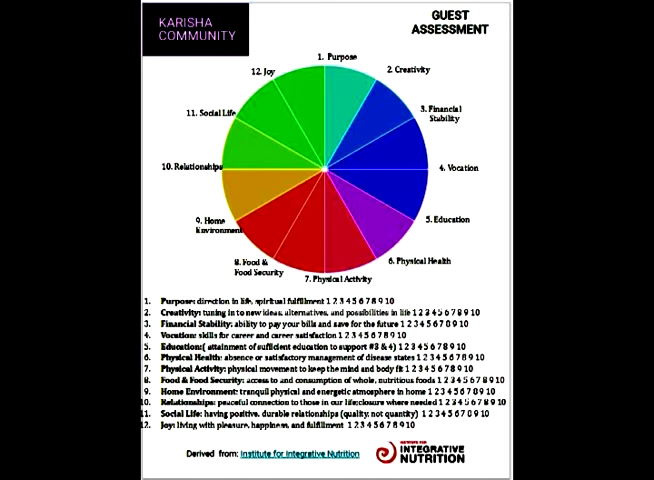 KARISHA
COMMUNITY
GUEST
ASSESSMENT
1. Purpose
2. Creativity
3. Financial
Stability
4. Vocation
5. Education
6. Physical Health
7. Physical Activity
8. Food &
Food Security
9. Home
Environment
10. Relationships
11. Social Life
12. Joy
1. Purpose: direction in life, spiritual fulfillment 1 2 3 4 5 6 7 8 9 10
2. Creativity: tuning in to new ideas, alternatives, and possibilities in life 1 2 3 4 5 6 7 8 9 10
3. Financial Stability: ability to pay your bills and save for the future 1 2 3 4 5 6 7 8 9 10
4. Vocation: skills for career and career satisfaction 1 2 3 4 5 6 7 8 9 10
5. Education:( attainment of sufficient education to support #3 & 4) 1 2 3 4 5 6 7 8 9 10
6. Physical Health: absence or satisfactory management of disease states 1 2 3 4 5 6 7 8 9 10
7. Physical Activity: physical movement to keep the mind and body fit 1 2 3 4 5 6 7 8 9 10
8. Food & Food Security: access to and consumption of whole, nutritious foods 1 2 3 4 5 6 7 8 9 10
9. Home Environment: tranquil physical and energetic atmosphere in home 1 2 3 4 5 6 7 8 9 10
10. Relationships: peaceful connection to those in our life;closure where needed 1 2 3 4 5 6 7 8 9 10
11. Social Life: having positive, durable relationships (quality, not quantity) 1 2 3 4 5 6 7 8 9 10
12. Joy: living with pleasure, happiness, and fulfillment 1 2 3 4 5 6 7 8 9 10
Derived from: Institute for Integrative Nutrition
INSTITUTE FOR
INTEGRATIVE
NUTRITION